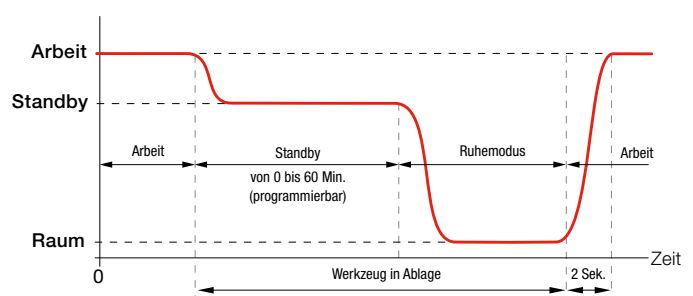 Arbeit
Standby
Arbeit
Standby
Ruhemodus
Arbeit
von 0 bis 60 Min.
(programmierbar)
Raum
Zeit
0
Werkzeug in Ablage
2 Sek.